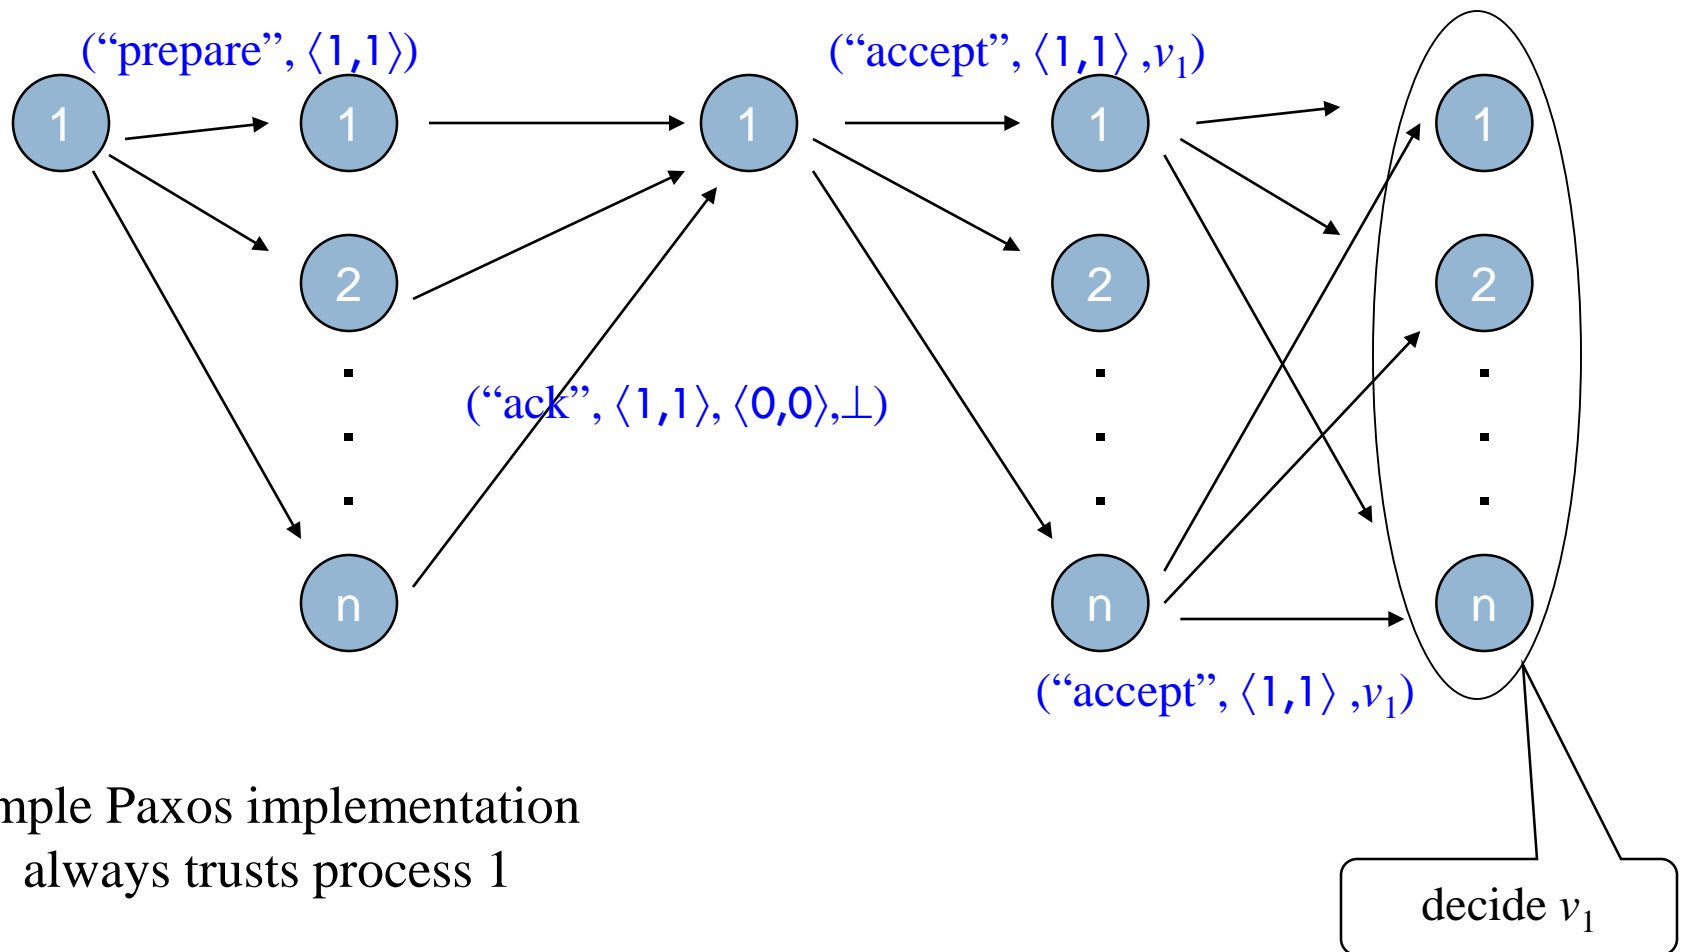 (“prepare”, ⟨1,1⟩)
(“accept”, ⟨1,1⟩ ,v₁)
1 1 1 1 1
2 2 2
(“ack”, ⟨1,1⟩, ⟨0,0⟩,⊥)
n n n
(“accept”, ⟨1,1⟩ ,v₁)
mple Paxos implementation
always trusts process 1
decide v₁